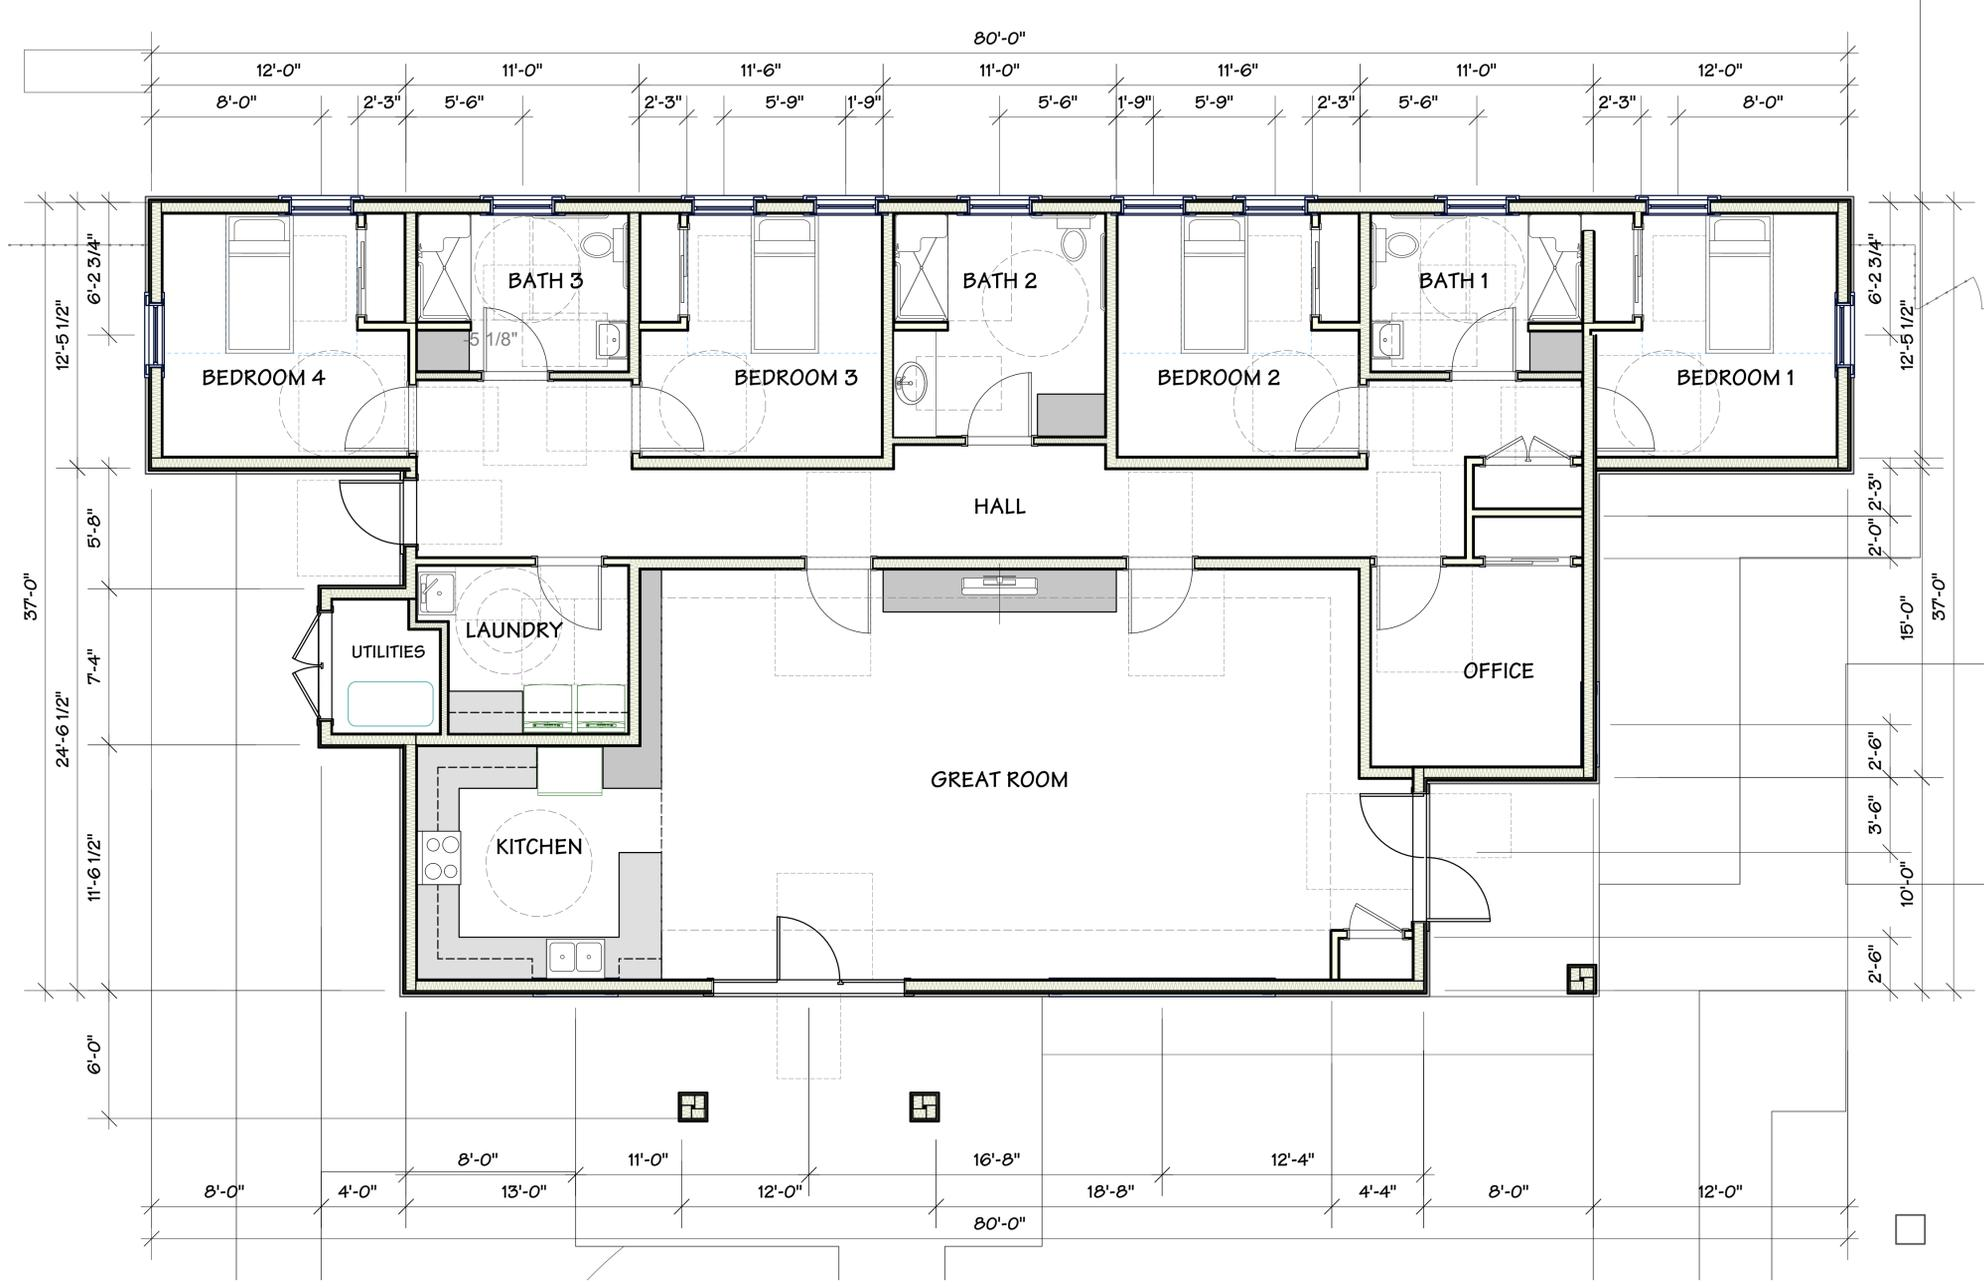 80'-0"
12'-0" 11'-0" 11'-6" 11'-0" 11'-6" 11'-0" 12'-0"
8'-0" 2'-3" 5'-6" 2'-3" 5'-9" 1'-9" 5'-6" 1'-9" 5'-9" 2'-3" 5'-6" 2'-3" 8'-0"
6'-2 3/4"
12'-5 1/2"
5'-8"
37'-0"
7'-4"
24'-6 1/2"
11'-6 1/2"
6'-0"
BATH 3
BATH 2
BATH 1
-5 1/8"
BEDROOM 4
BEDROOM 3
BEDROOM 2
BEDROOM 1
HALL
LAUNDRY
UTILITIES
OFFICE
GREAT ROOM
KITCHEN
6'-2 3/4"
12'-5 1/2"
2'-3"
2'-0"
15'-0"
37'-0"
2'-6"
3'-6"
10'-0"
2'-6"
8'-0" 11'-0" 16'-8" 12'-4"
8'-0" 4'-0" 13'-0" 12'-0" 18'-8" 4'-4" 8'-0" 12'-0"
80'-0"